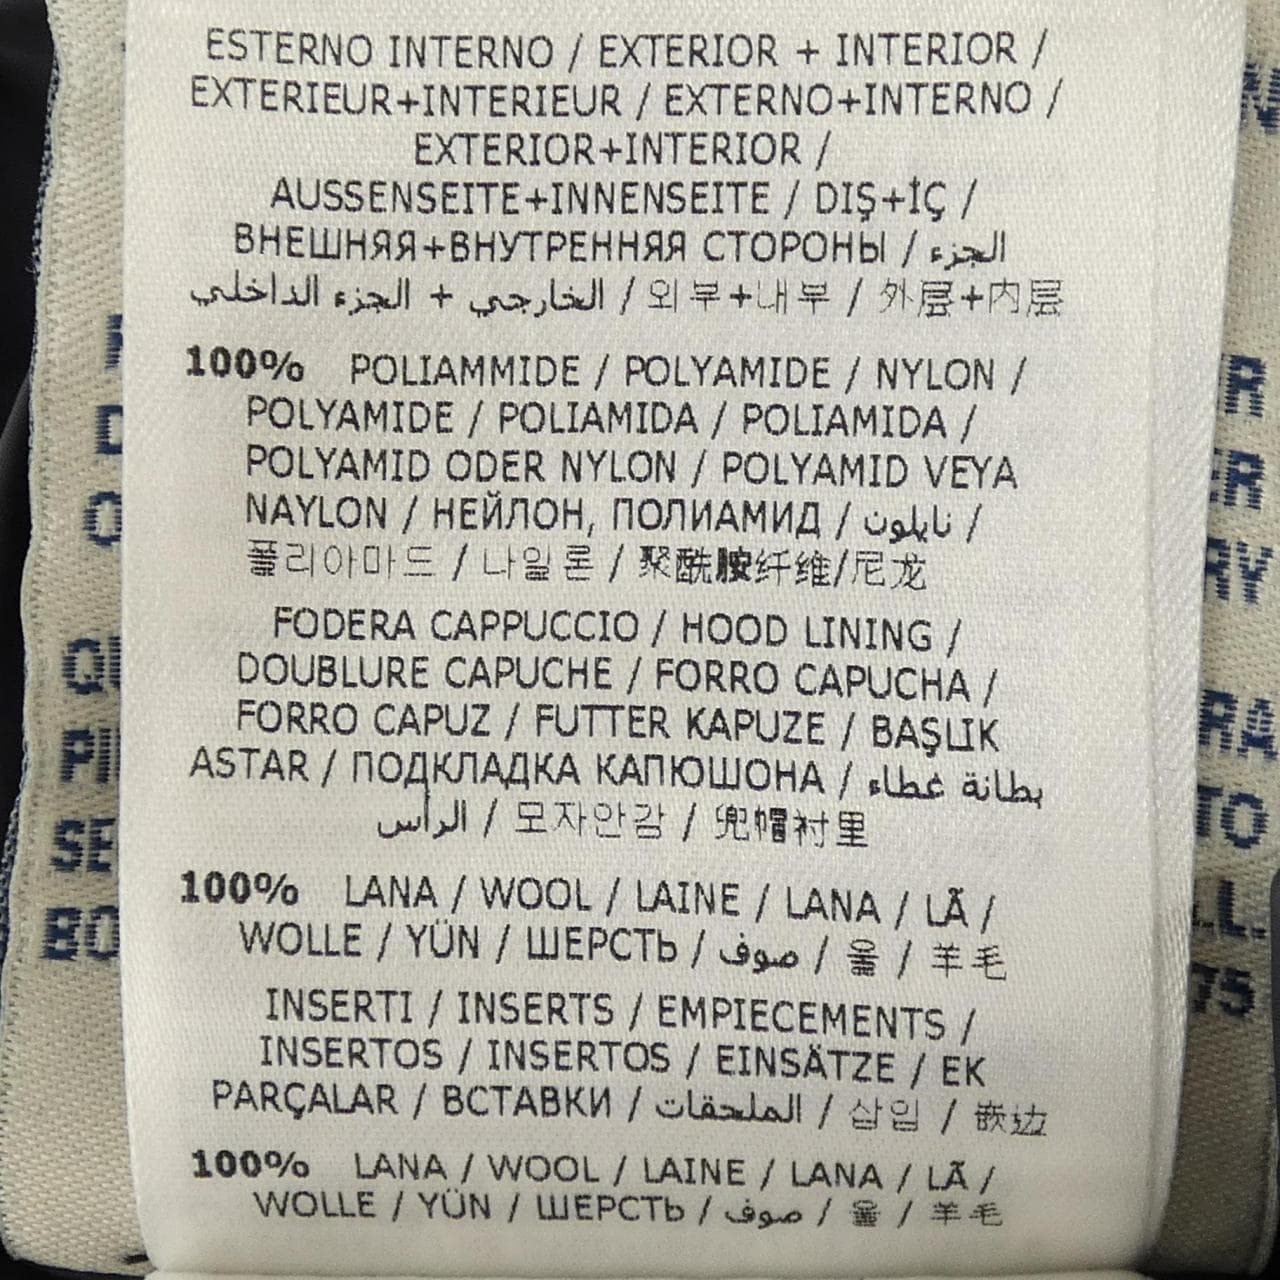 ESTERNO INTERNO / EXTERIOR + INTERIOR /
EXTERIEUR+INTERIEUR / EXTERNO+INTERNO /
EXTERIOR+INTERIOR /
AUSSENSEITE+INNENSEITE / DIŞ+İÇ /
ВНЕШНЯЯ+ВНУТРЕННЯЯ СТОРОНЫ / الجزء
الخارجي + الجزء الداخلي / 외부+내부 / 外层+内层
100% POLIAMMIDE / POLYAMIDE / NYLON /
POLYAMIDE / POLIAMIDA / POLIAMIDA /
POLYAMID ODER NYLON / POLYAMID VEYA
NAYLON / НЕЙЛОН, ПОЛИАМИД / نايلون /
폴리아마드 / 나일론 / 聚酰胺纤维/尼龙
FODERA CAPPUCCIO / HOOD LINING /
DOUBLURE CAPUCHE / FORRO CAPUCHA /
FORRO CAPUZ / FUTTER KAPUZE / BAŞLIK
ASTAR / ПОДКЛАДКА КАПЮШОНА / بطانة غطاء
الرأس / 모자안감 / 兜帽衬里
100% LANA / WOOL / LAINE / LANA / LÃ /
WOLLE / YÜN / ШЕРСТЬ / صوف / 울 / 羊毛
INSERTI / INSERTS / EMPIECEMENTS /
INSERTOS / INSERTOS / EINSÄTZE / EK
PARÇALAR / ВСТАВКИ / الملحقات / 삽입 / 嵌边
100% LANA / WOOL / LAINE / LANA / LÃ /
WOLLE / YÜN / ШЕРСТЬ / صوف / 울 / 羊毛